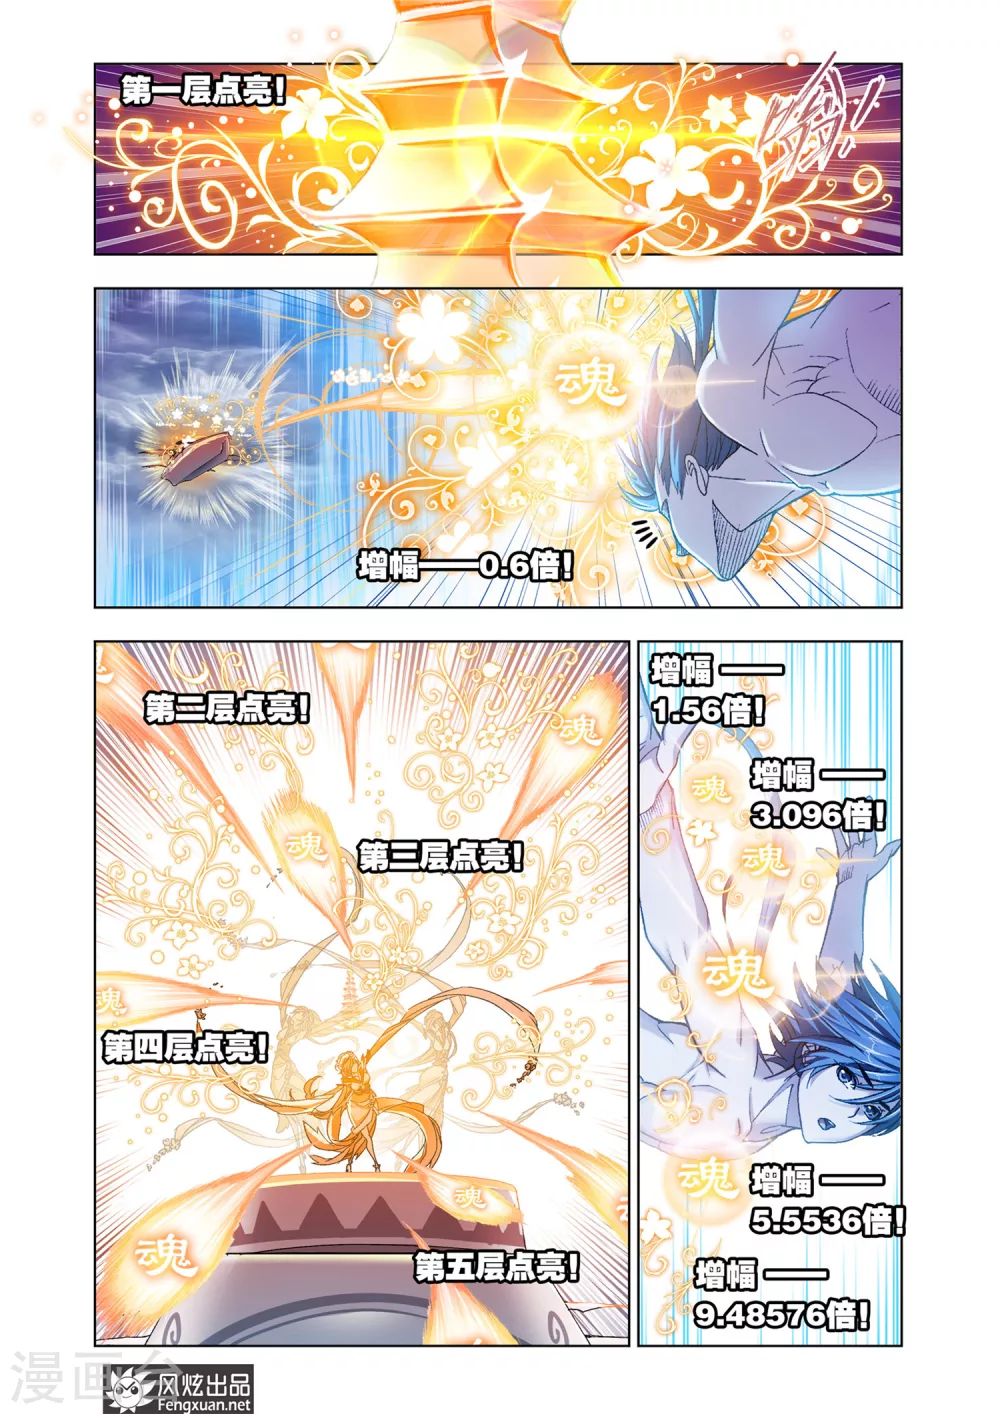 第一层点亮!
魂
增幅——0.6倍!
第二层点亮!
魂
魂
第三层点亮!
魂
第四层点亮!
魂
魂
第五层点亮!
增幅——
1.56倍!
增幅——
3.096倍!
魂
魂
魂
魂
增幅——
5.5536倍!
增幅——
9.48576倍!
漫画台
风炫出品
Fengxuan.net